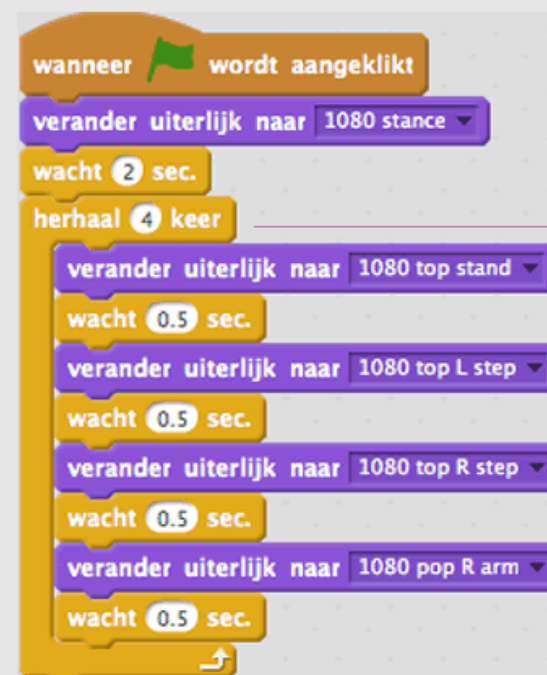 wanneer wordt aangeklikt
verander uiterlijk naar 1080 stance
wacht 2 sec.
herhaal 4 keer
verander uiterlijk naar 1080 top stand
wacht 0.5 sec.
verander uiterlijk naar 1080 top L step
wacht 0.5 sec.
verander uiterlijk naar 1080 top R step
wacht 0.5 sec.
verander uiterlijk naar 1080 pop R arm
wacht 0.5 sec.